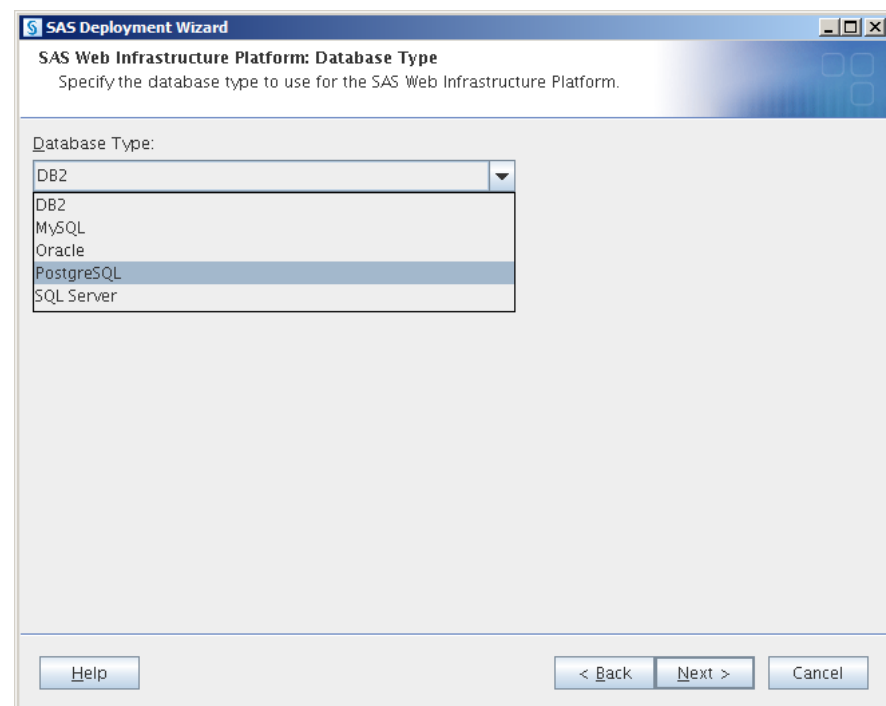 SAS Deployment Wizard
SAS Web Infrastructure Platform: Database Type
Specify the database type to use for the SAS Web Infrastructure Platform.
Database Type:
DB2
DB2
MySQL
Oracle
PostgreSQL
SQL Server
Help
< Back
Next >
Cancel